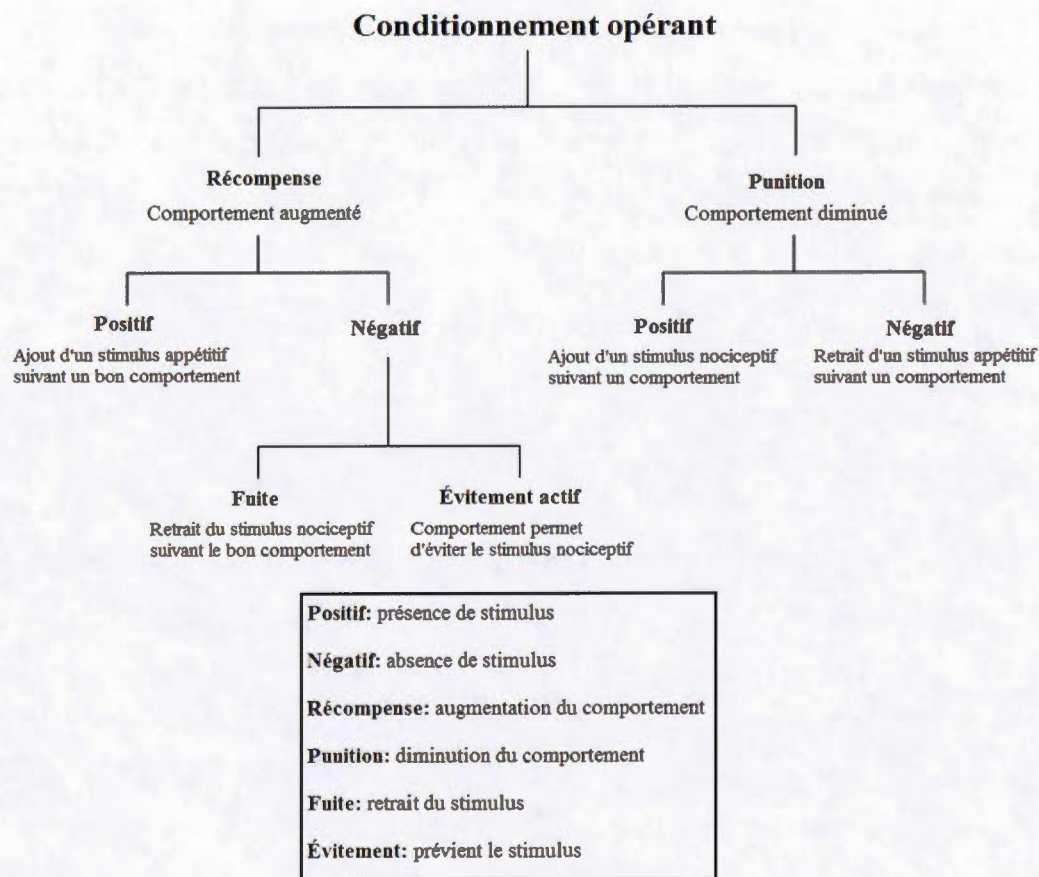 Conditionnement opérant
Récompense
Comportement augmenté
Punition
Comportement diminué
Positif
Ajout d'un stimulus appétitif
suivant un bon comportement
Négatif
Positif
Ajout d'un stimulus nociceptif
suivant un comportement
Négatif
Retrait d'un stimulus appétitif
suivant un comportement
Fuite
Retrait du stimulus nociceptif
suivant le bon comportement
Évitement actif
Comportement permet
d'éviter le stimulus nociceptif
Positif: présence de stimulus
Négatif: absence de stimulus
Récompense: augmentation du comportement
Punition: diminution du comportement
Fuite: retrait du stimulus
Évitement: prévient le stimulus